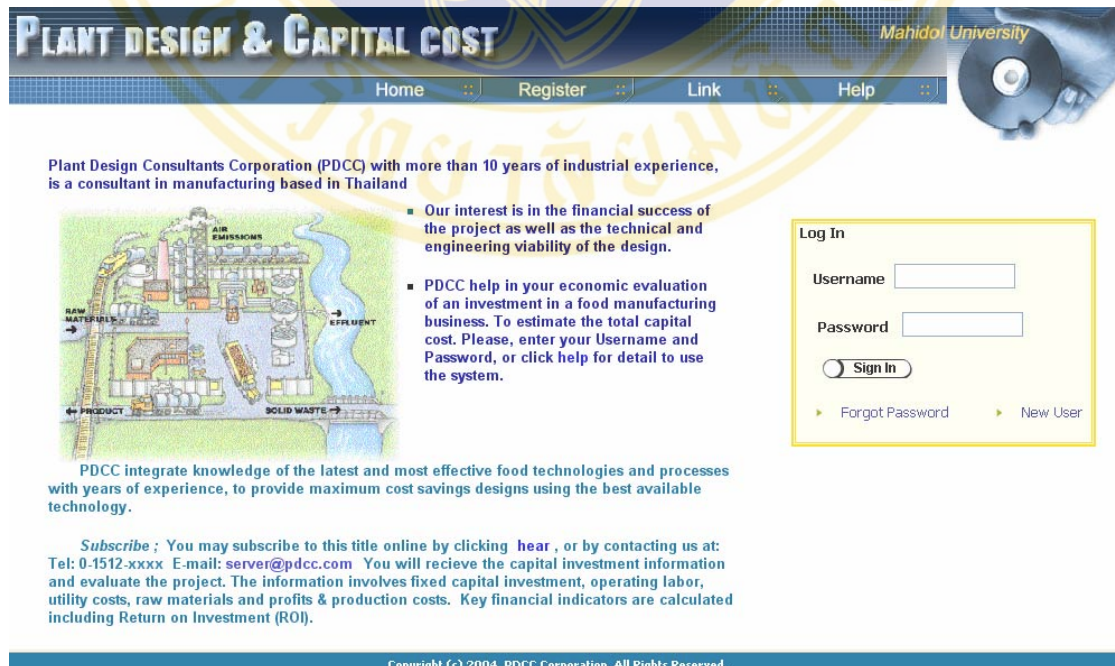 PLANT DESIGN & CAPITAL COST
Mahidol University
Home :: Register :: Link :: Help ::
Plant Design Consultants Corporation (PDCC) with more than 10 years of industrial experience,
is a consultant in manufacturing based in Thailand
AIR
EMISSIONS
RAW
MATERIALS
EFFLUENT
PRODUCT
SOLID WASTE
Our interest is in the financial success of
the project as well as the technical and
engineering viability of the design.
PDCC help in your economic evaluation
of an investment in a food manufacturing
business. To estimate the total capital
cost. Please, enter your Username and
Password, or click help for detail to use
the system.
Log In
Username
Password
Sign In
Forgot Password
New User
PDCC integrate knowledge of the latest and most effective food technologies and processes
with years of experience, to provide maximum cost savings designs using the best available
technology.
Subscribe ; You may subscribe to this title online by clicking hear , or by contacting us at:
Tel: 0-1512-xxxx E-mail: server@pdcc.com You will recieve the capital investment information
and evaluate the project. The information involves fixed capital investment, operating labor,
utility costs, raw materials and profits & production costs. Key financial indicators are calculated
including Return on Investment (ROI).
Copyright (c) 2004 PDCC Corporation. All Rights Reserved